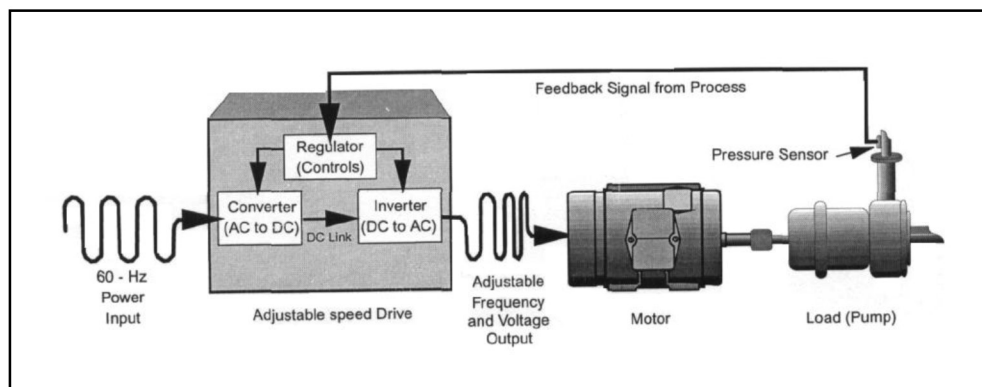 Feedback Signal from Process
Pressure Sensor
Regulator
(Controls)
Converter
(AC to DC)
DC Link
Inverter
(DC to AC)
60 - Hz
Power
Input
Adjustable speed Drive
Adjustable
Frequency
and Voltage
Output
Motor
Load (Pump)